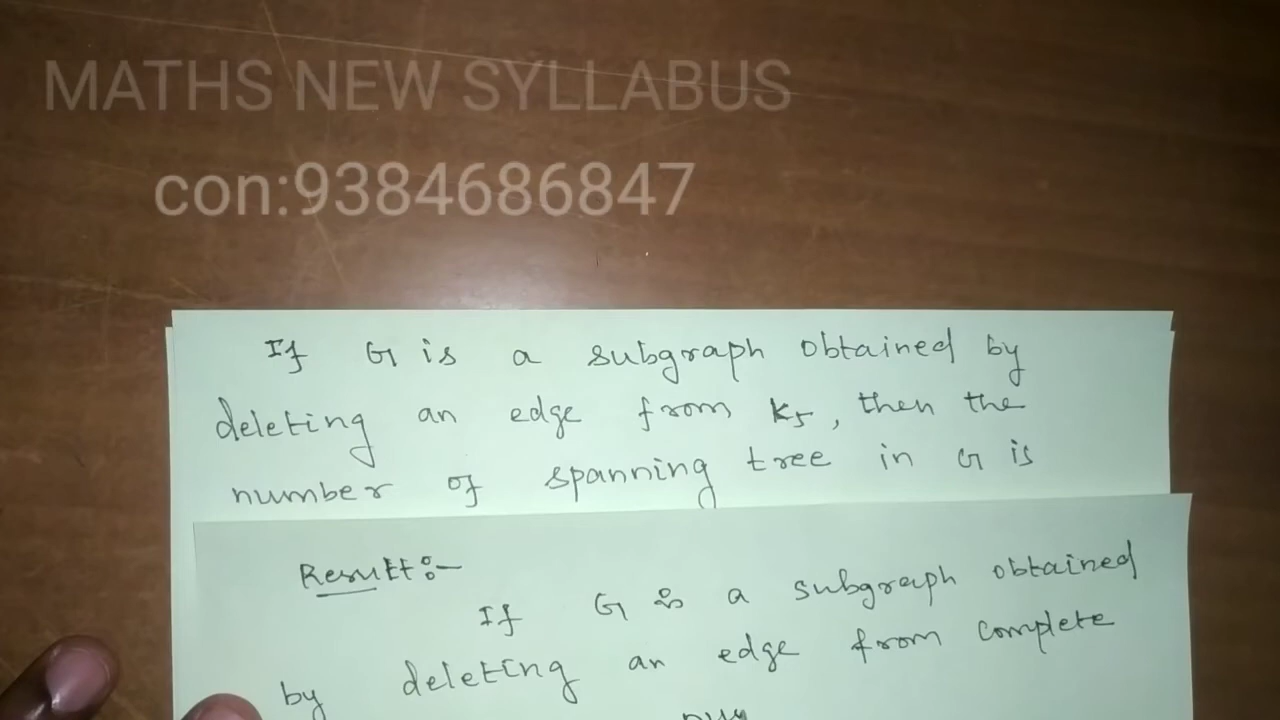 MATHS NEW SYLLABUS
con:9384686847
If G is a subgraph obtained by
deleting an edge from K5, then the
number of spanning tree in G is
Result:-
If G is a subgraph obtained
by deleting an edge from complete